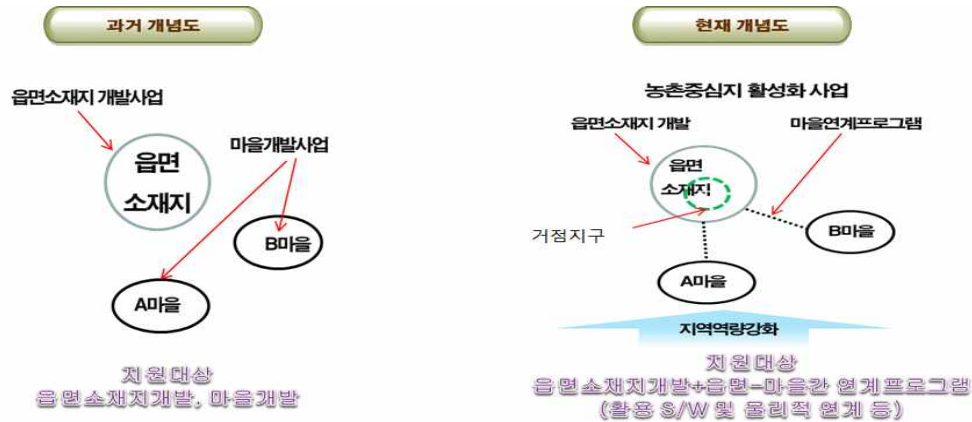 과거 개념도
읍면소재지 개발사업
마을개발사업
읍면
소재지
B마을
A마을
지원대상
읍면소재지개발, 마을개발
현재 개념도
농촌중심지 활성화 사업
읍면소재지 개발
마을연계프로그램
읍면
소재지
거점지구
B마을
A마을
지역역량강화
지원대상
읍면소재지개발+읍면-마을간 연계프로그램
(활용 S/W 및 물리적 연계 등)